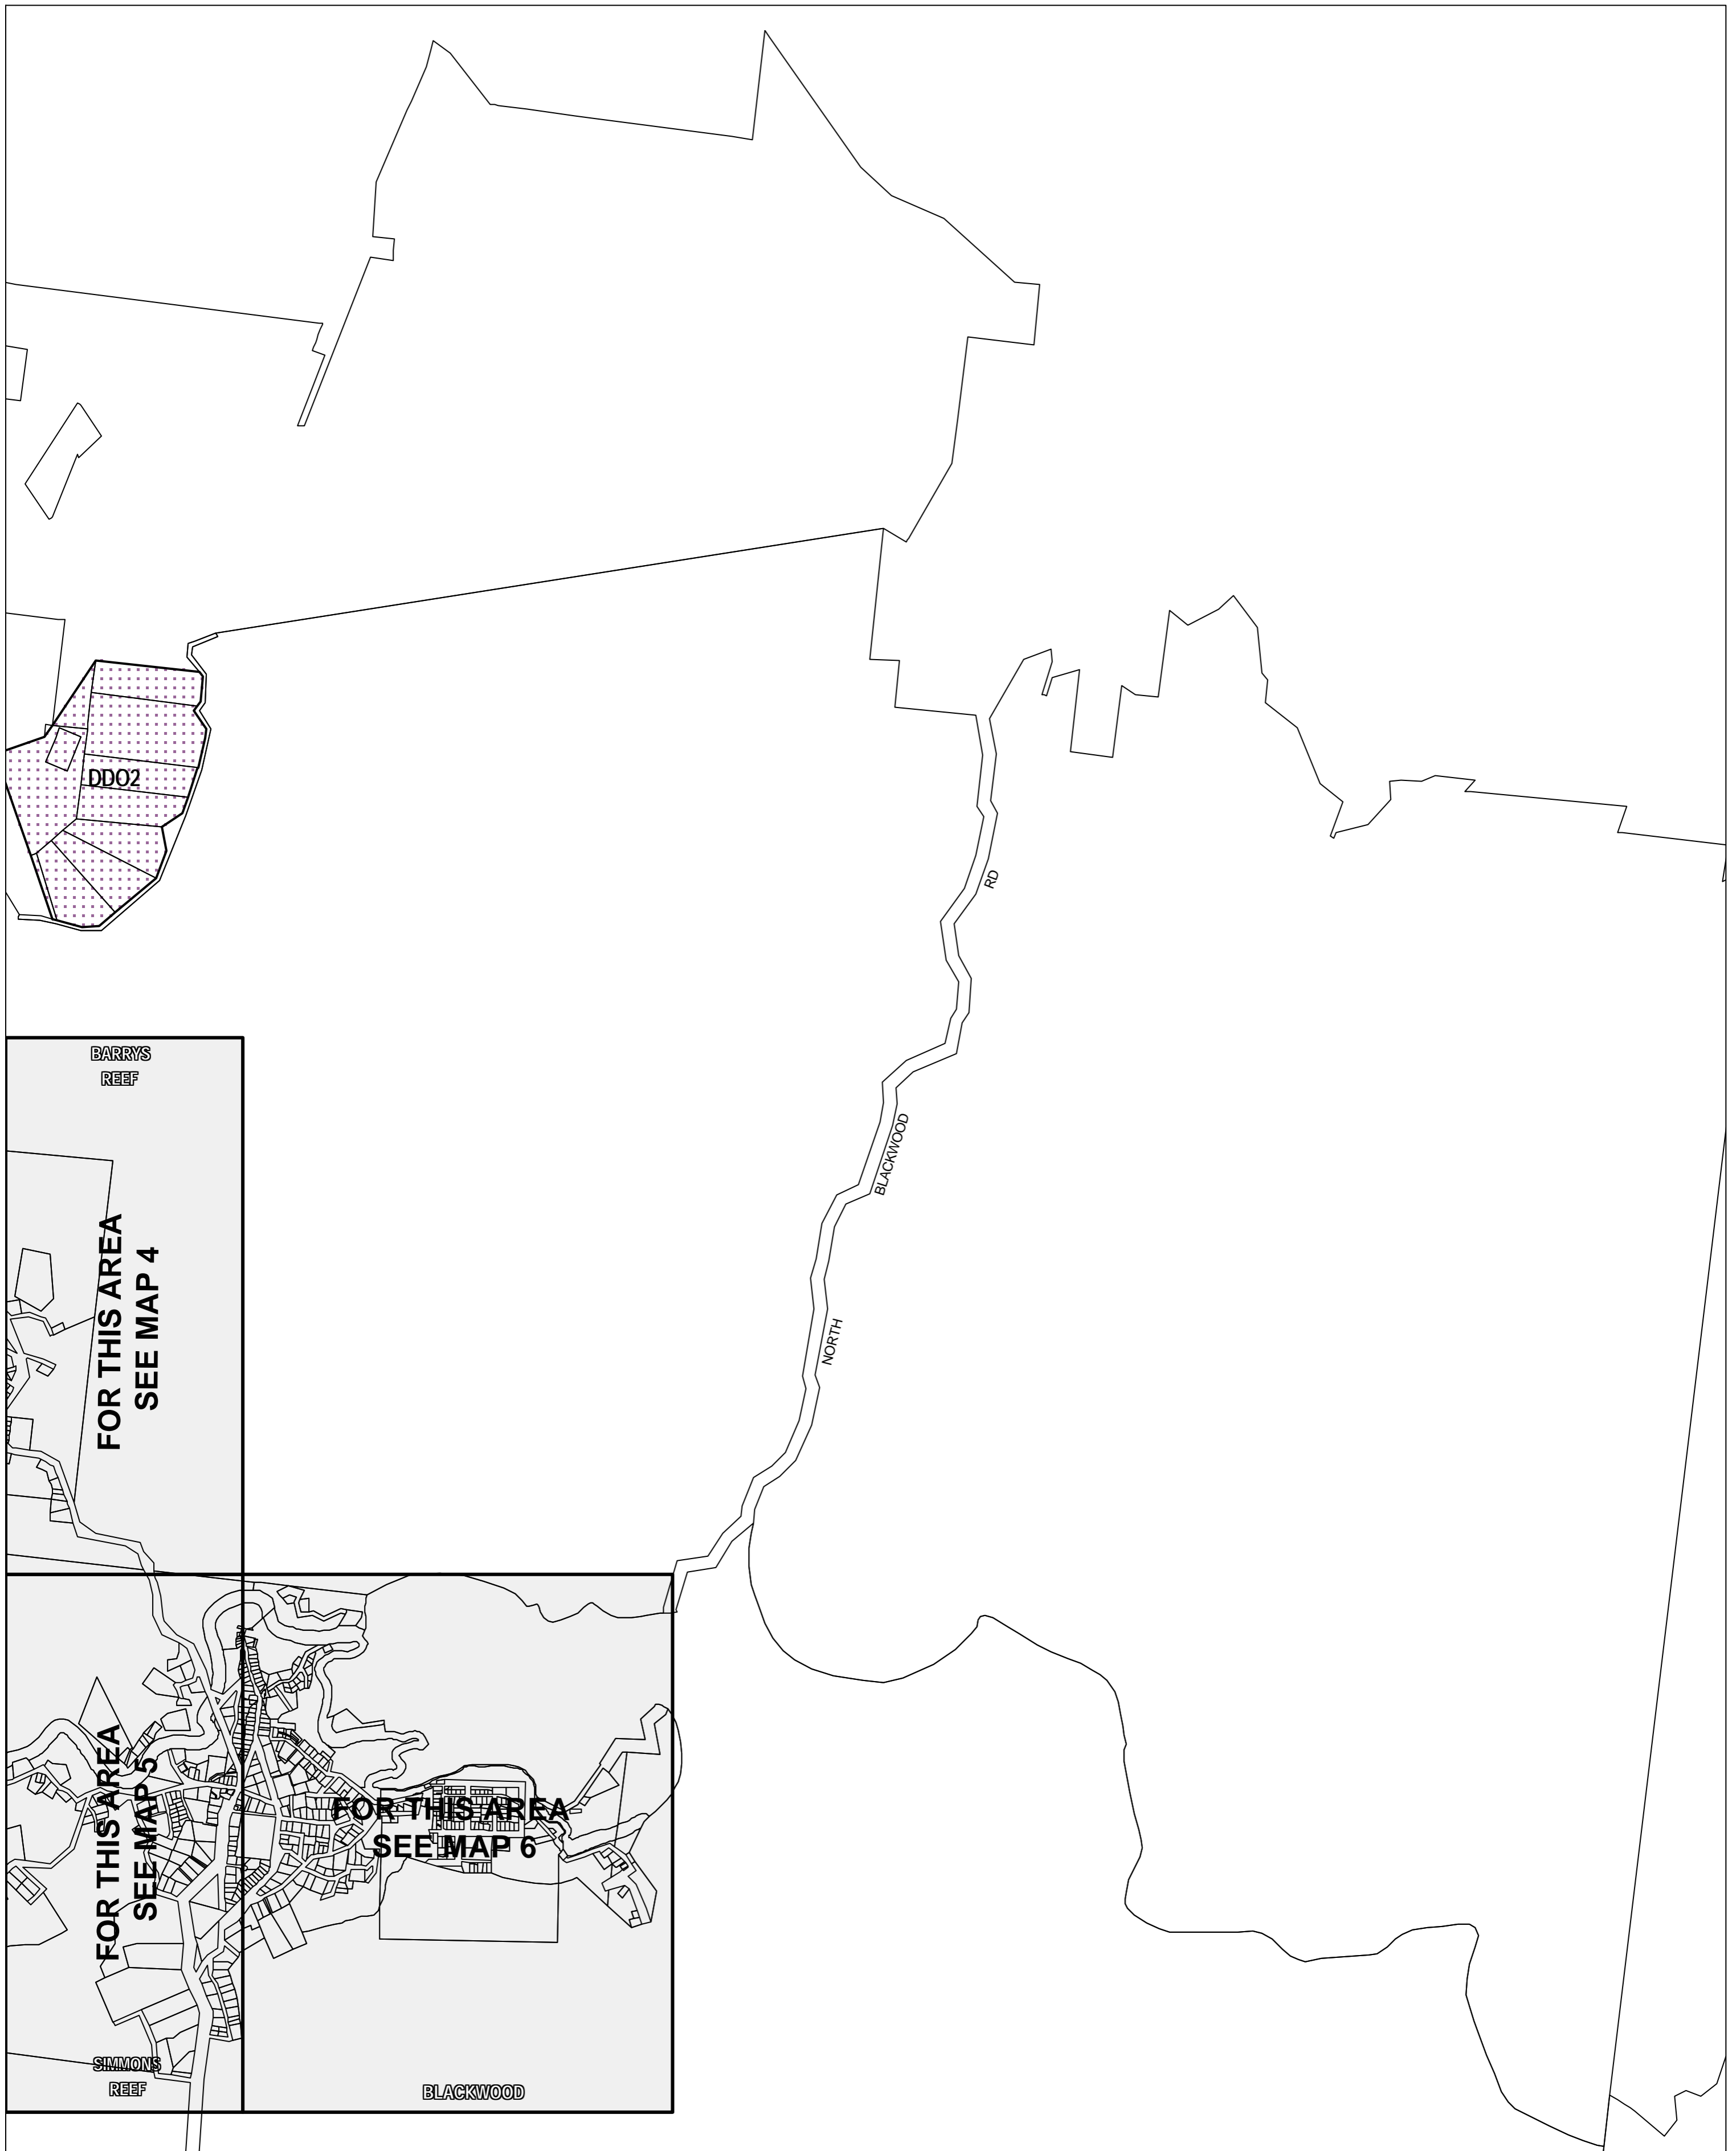 DDO2
RD
BARRYS
REEF
BLACKWOOD
FOR THIS AREA
SEE MAP 4
NORTH
FOR THIS AREA
SEE MAP 5
FOR THIS AREA
SEE MAP 6
SIMMONS
REEF
BLACKWOOD